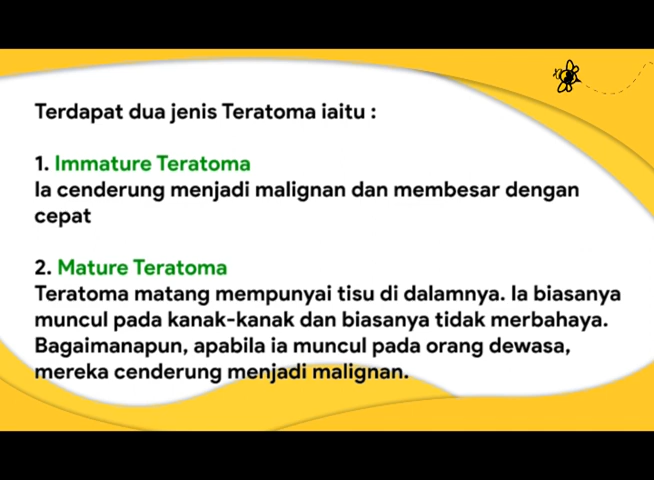 Terdapat dua jenis Teratoma iaitu :
1. Immature Teratoma
Ia cenderung menjadi malignan dan membesar dengan
cepat
2. Mature Teratoma
Teratoma matang mempunyai tisu di dalamnya. Ia biasanya
muncul pada kanak-kanak dan biasanya tidak merbahaya.
Bagaimanapun, apabila ia muncul pada orang dewasa,
mereka cenderung menjadi malignan.